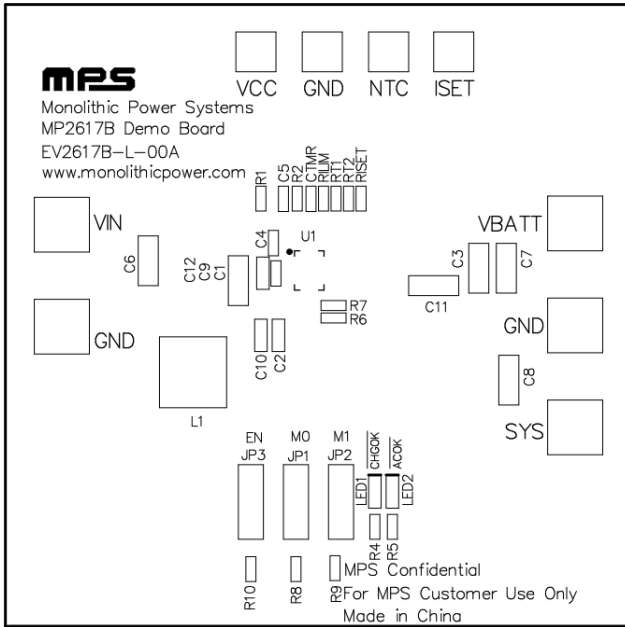 VCC GND NTC ISET
mps
Monolithic Power Systems
MP2617B Demo Board
EV2617B-L-00A
www.monolithicpower.com
R1 C5 R2 CTMR RILIM RT1 RT2 RISET
VIN
VBATT
C4 U1
C6 C12 C9 C1
C3 C7
C11
R7
R6
GND
GND
C10 C2
C8
L1
SYS
EN M0 M1
JP3 JP1 JP2
CHGOK ACOK
LED1 LED2
R4 R5
R10 R8 R9
MPS Confidential
For MPS Customer Use Only
Made in China